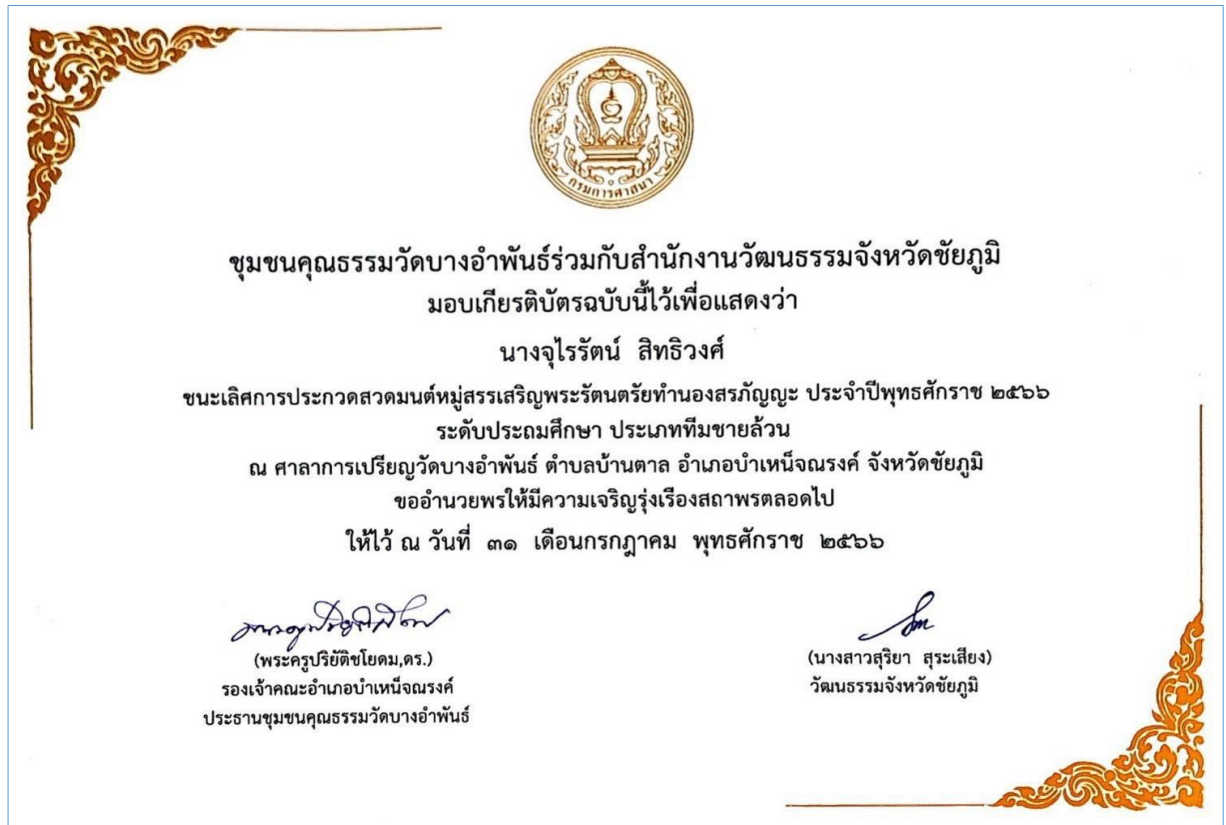 กรมการศาสนา
ชุมชนคุณธรรมวัดบางอำพันธ์ร่วมกับสำนักงานวัฒนธรรมจังหวัดชัยภูมิ
มอบเกียรติบัตรฉบับนี้ไว้เพื่อแสดงว่า
นางจุไรรัตน์ สิทธิวงศ์
ชนะเลิศการประกวดสวดมนต์หมู่สรรเสริญพระรัตนตรัยทำนองสรภัญญะ ประจำปีพุทธศักราช ๒๕๖๖
ระดับประถมศึกษา ประเภททีมชายล้วน
ณ ศาลาการเปรียญวัดบางอำพันธ์ ตำบลบ้านตาล อำเภอบำเหน็จณรงค์ จังหวัดชัยภูมิ
ขออำนวยพรให้มีความเจริญรุ่งเรืองสถาพรตลอดไป
ให้ไว้ ณ วันที่ ๓๑ เดือนกรกฎาคม พุทธศักราช ๒๕๖๖
(พระครูปริยัติชโยดม,ดร.)
รองเจ้าคณะอำเภอบำเหน็จณรงค์
ประธานชุมชนคุณธรรมวัดบางอำพันธ์
(นางสาวสุริยา สุระเสียง)
วัฒนธรรมจังหวัดชัยภูมิ